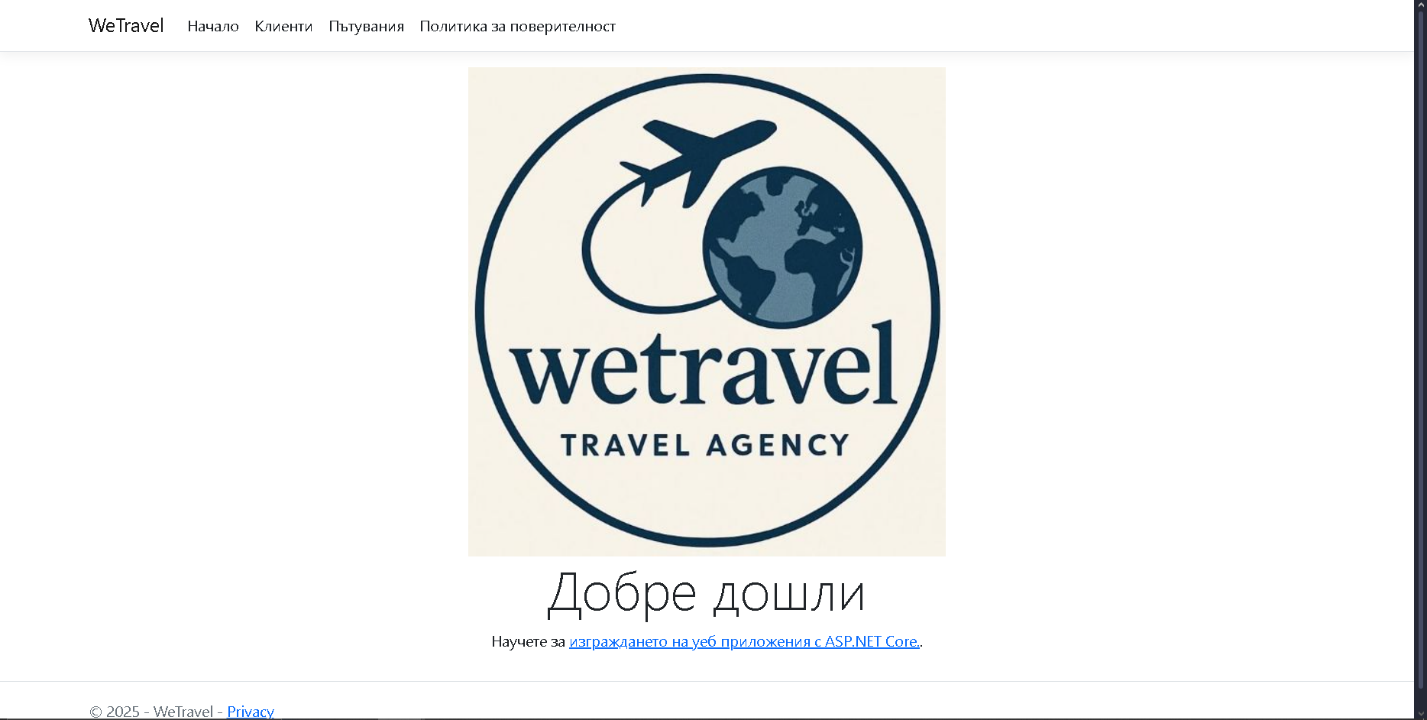 WeTravel Начало Клиенти Пътувания Политика за поверителност
wetravel
TRAVEL AGENCY
Добре дошли
Научете за изграждането на уеб приложения с ASP.NET Core..
© 2025 - WeTravel - Privacy